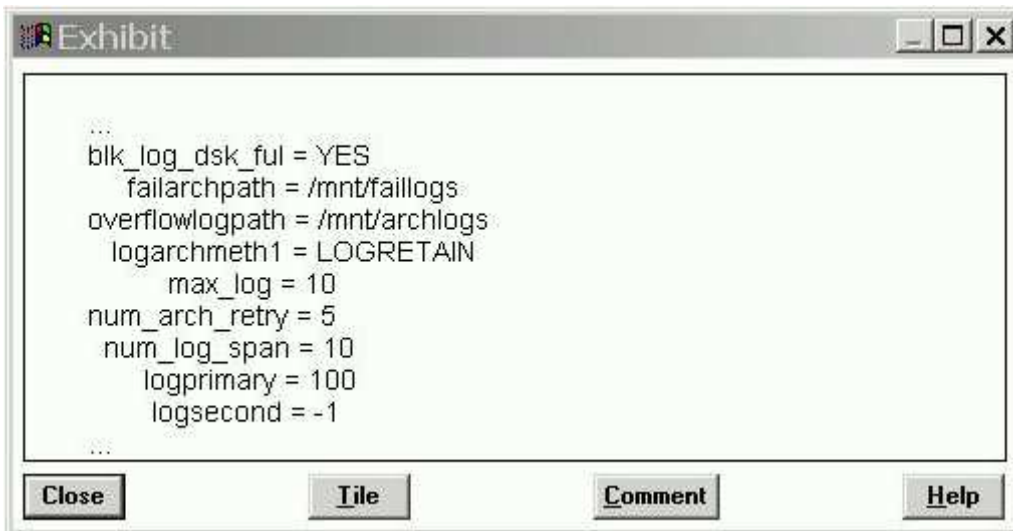 Exhibit
...
blk_log_dsk_ful = YES
failarchpath = /mnt/faillogs
overflowlogpath = /mnt/archlogs
logarchmeth1 = LOGRETAIN
max_log = 10
num_arch_retry = 5
num_log_span = 10
logprimary = 100
logsecond = -1
...
Close Tile Comment Help